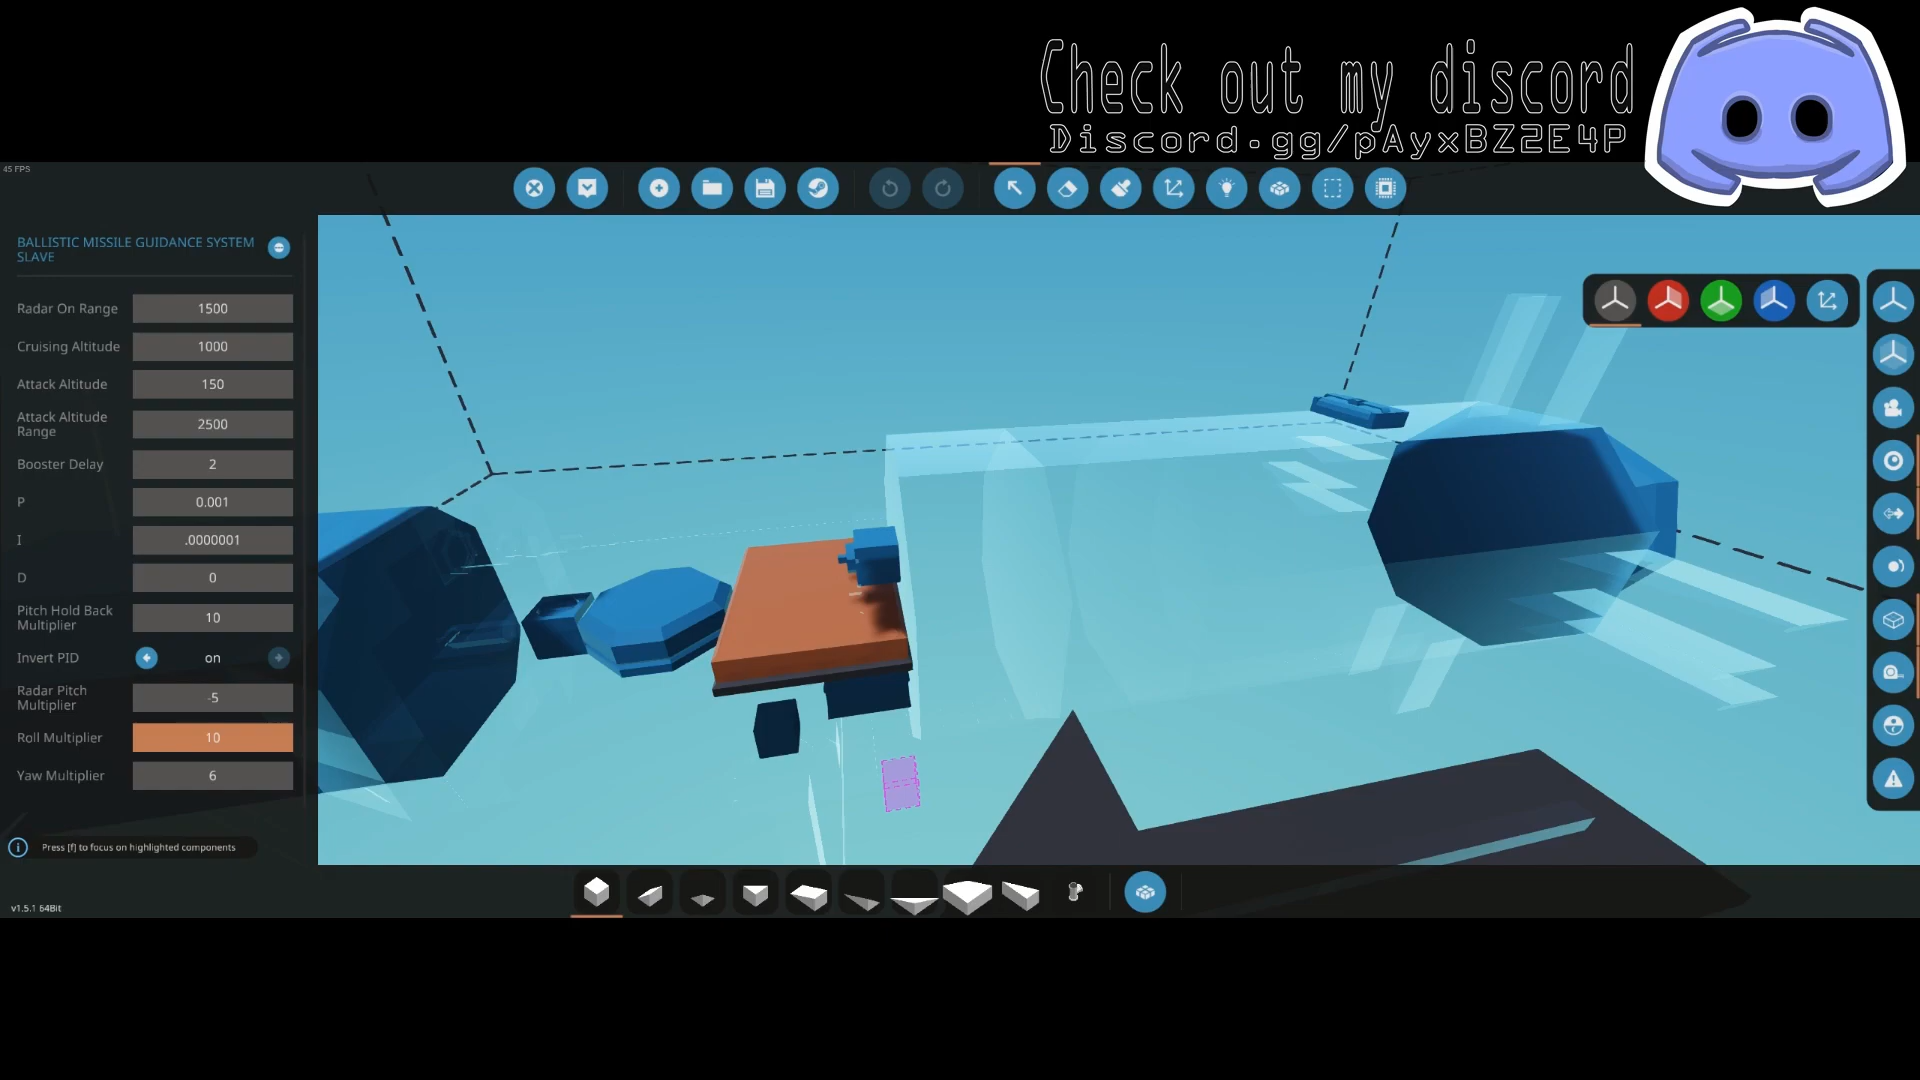 Check out my discord
Discord.gg/pAyxBZ2E4P
45 FPS
BALLISTIC MISSILE GUIDANCE SYSTEM
SLAVE
Radar On Range 1500
Cruising Altitude 1000
Attack Altitude 150
Attack Altitude
Range 2500
Booster Delay 2
P 0.001
I .0000001
D 0
Pitch Hold Back
Multiplier 10
Invert PID on
Radar Pitch
Multiplier -5
Roll Multiplier 10
Yaw Multiplier 6
Press [f] to focus on highlighted components
v1.5.1 64Bit